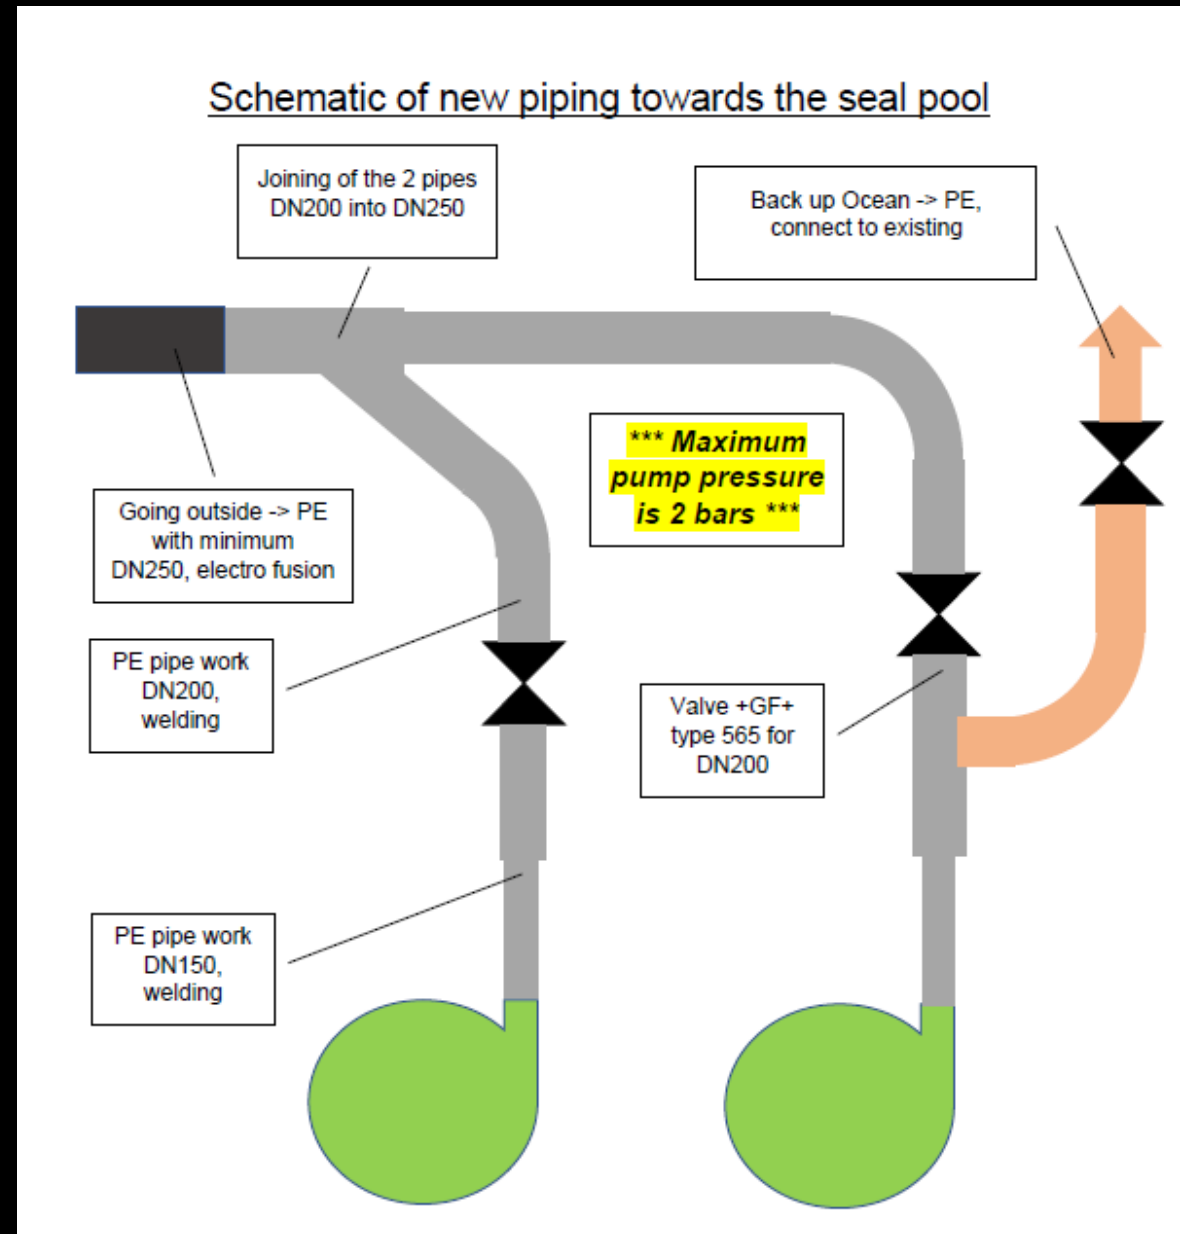 Schematic of new piping towards the seal pool
Joining of the 2 pipes
DN200 into DN250
Back up Ocean -> PE,
connect to existing
*** Maximum
pump pressure
is 2 bars ***
Going outside -> PE
with minimum
DN250, electro fusion
PE pipe work
DN200,
welding
Valve +GF+
type 565 for
DN200
PE pipe work
DN150,
welding